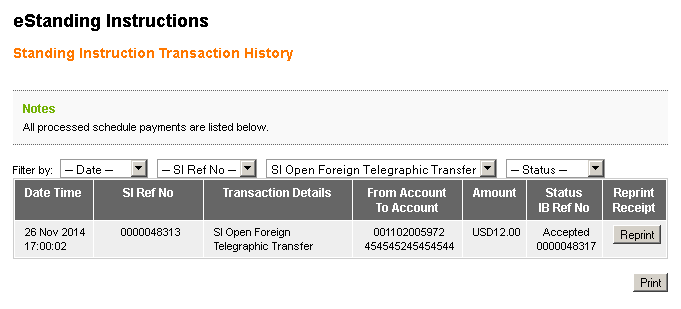 eStanding Instructions
Standing Instruction Transaction History
Notes
All processed schedule payments are listed below.
Filter by: -- Date -- -- SI Ref No -- SI Open Foreign Telegraphic Transfer -- Status --
Date Time SI Ref No Transaction Details From Account Amount Status Reprint
To Account IB Ref No Receipt
26 Nov 2014 0000048313 SI Open Foreign 001102005972 USD12.00 Accepted Reprint
17:00:02 Telegraphic Transfer 454545245454544 0000048317
Print